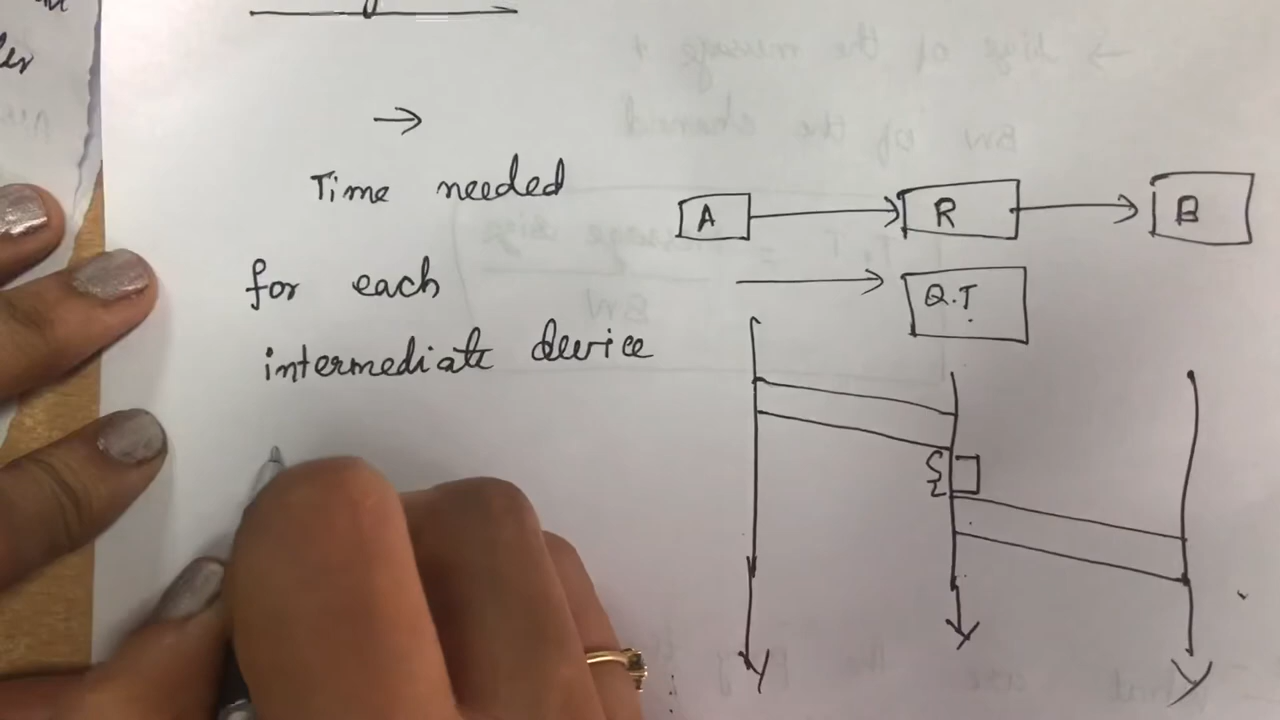 →
Time needed
for each
intermediate device
A → R → B
→ Q.T